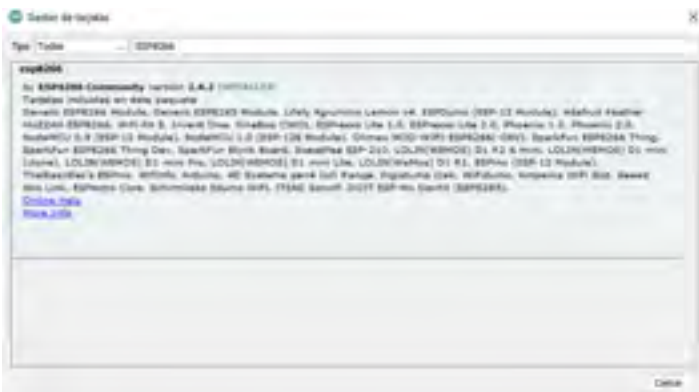 Gestor de tarjetas
Tipo Todos ESP8266
esp8266
by ESP8266 Community versión 2.4.2 INSTALLED
Tarjetas incluidas en éste paquete:
Generic ESP8266 Module, Generic ESP8285 Module, Lifely Agrumino Lemon v4, ESPDuino (ESP-13 Module), Adafruit Feather
HUZZAH ESP8266, Invent One, XinaBox CW01, ESPresso Lite 1.0, ESPresso Lite 2.0, Phoenix 1.0, Phoenix 2.0,
NodeMCU 0.9 (ESP-12 Module), NodeMCU 1.0 (ESP-12E Module), Olimex MOD-WIFI-ESP8266(-DEV), SparkFun ESP8266 Thing,
SparkFun ESP8266 Thing Dev, SparkFun Blynk Board, SweetPea ESP-210, LOLIN(WEMOS) D1 R2 & mini, LOLIN(WEMOS) D1 mini
(clone), LOLIN(WEMOS) D1 mini Pro, LOLIN(WEMOS) D1 mini Lite, LOLIN(WeMos) D1 R1, ESPino (ESP-12 Module),
ThaiEasyElec's ESPino, WifInfo, Arduino, 4D Systems gen4 IoD Range, Digistump Oak, WiFiduino, Amperka WiFi Slot, Seeed
Wio Link, ESPectro Core, Schirmilabs Eduino WiFi, ITEAD Sonoff, DOIT ESP-Mx DevKit (ESP8285).
Online Help
More Info
Cerrar